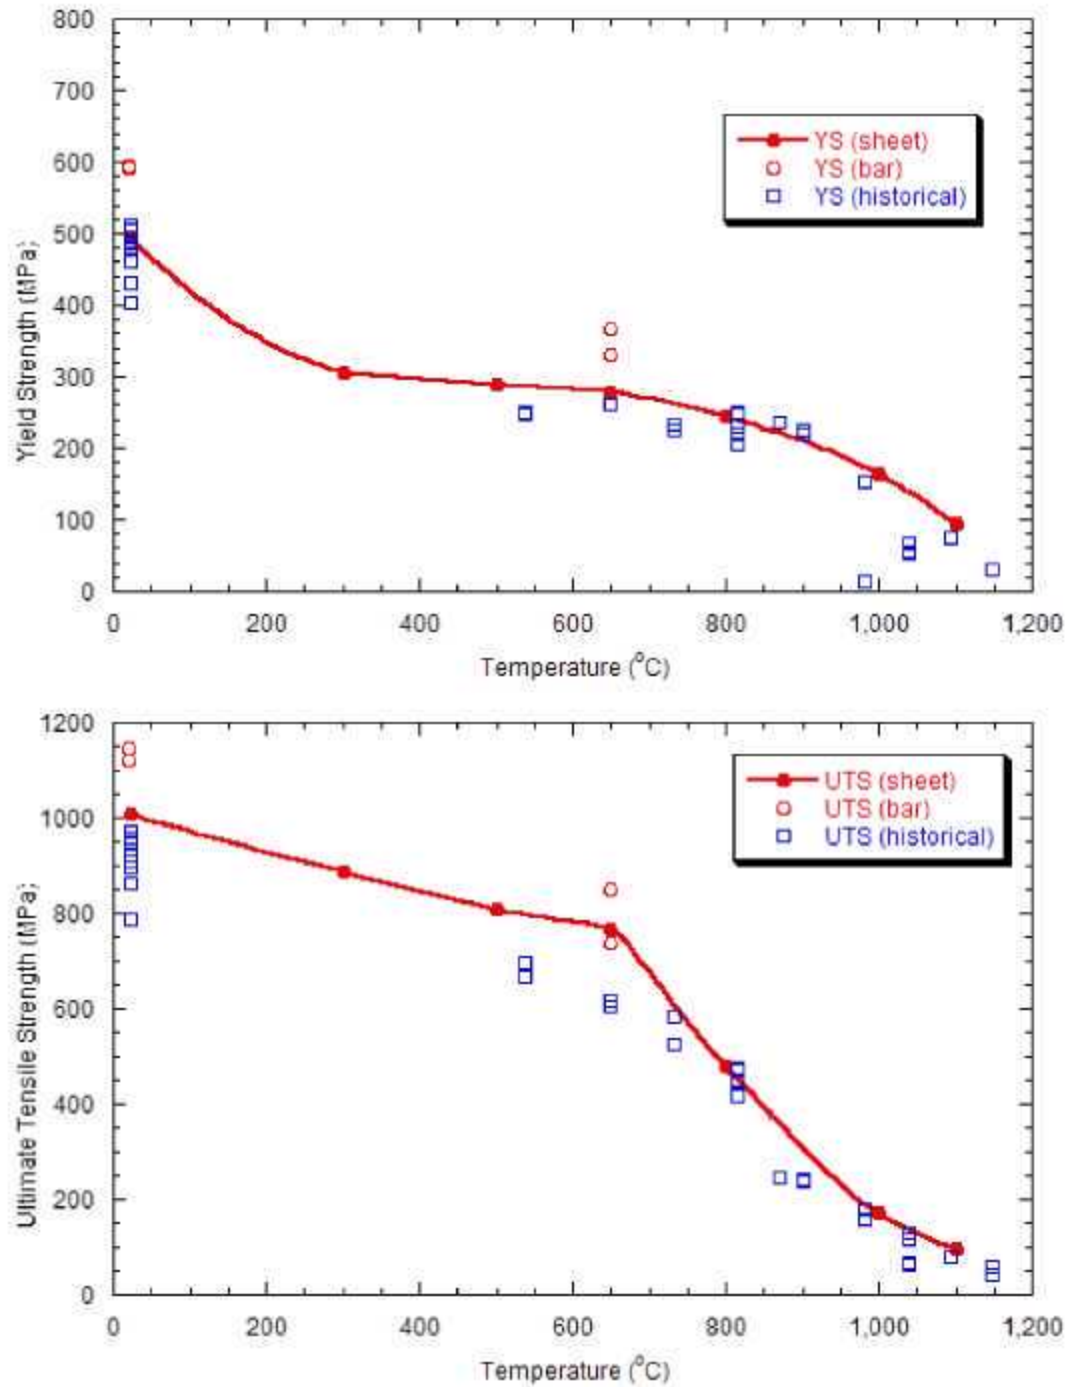 800
700
600
500
400
300
200
100
0
Yield Strength (MPa)
YS (sheet)
YS (bar)
YS (historical)
0 200 400 600 800 1,000 1,200
Temperature (°C)
1200
1000
800
600
400
200
0
Ultimate Tensile Strength (MPa)
UTS (sheet)
UTS (bar)
UTS (historical)
0 200 400 600 800 1,000 1,200
Temperature (°C)